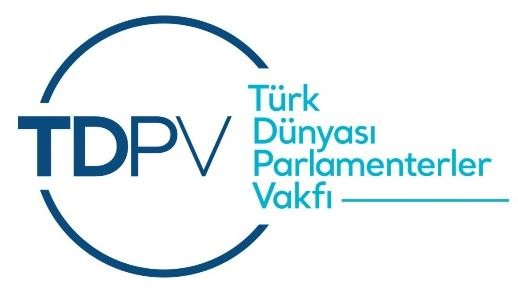 TDPV
Türk
Dünyası
Parlamenterler
Vakfı